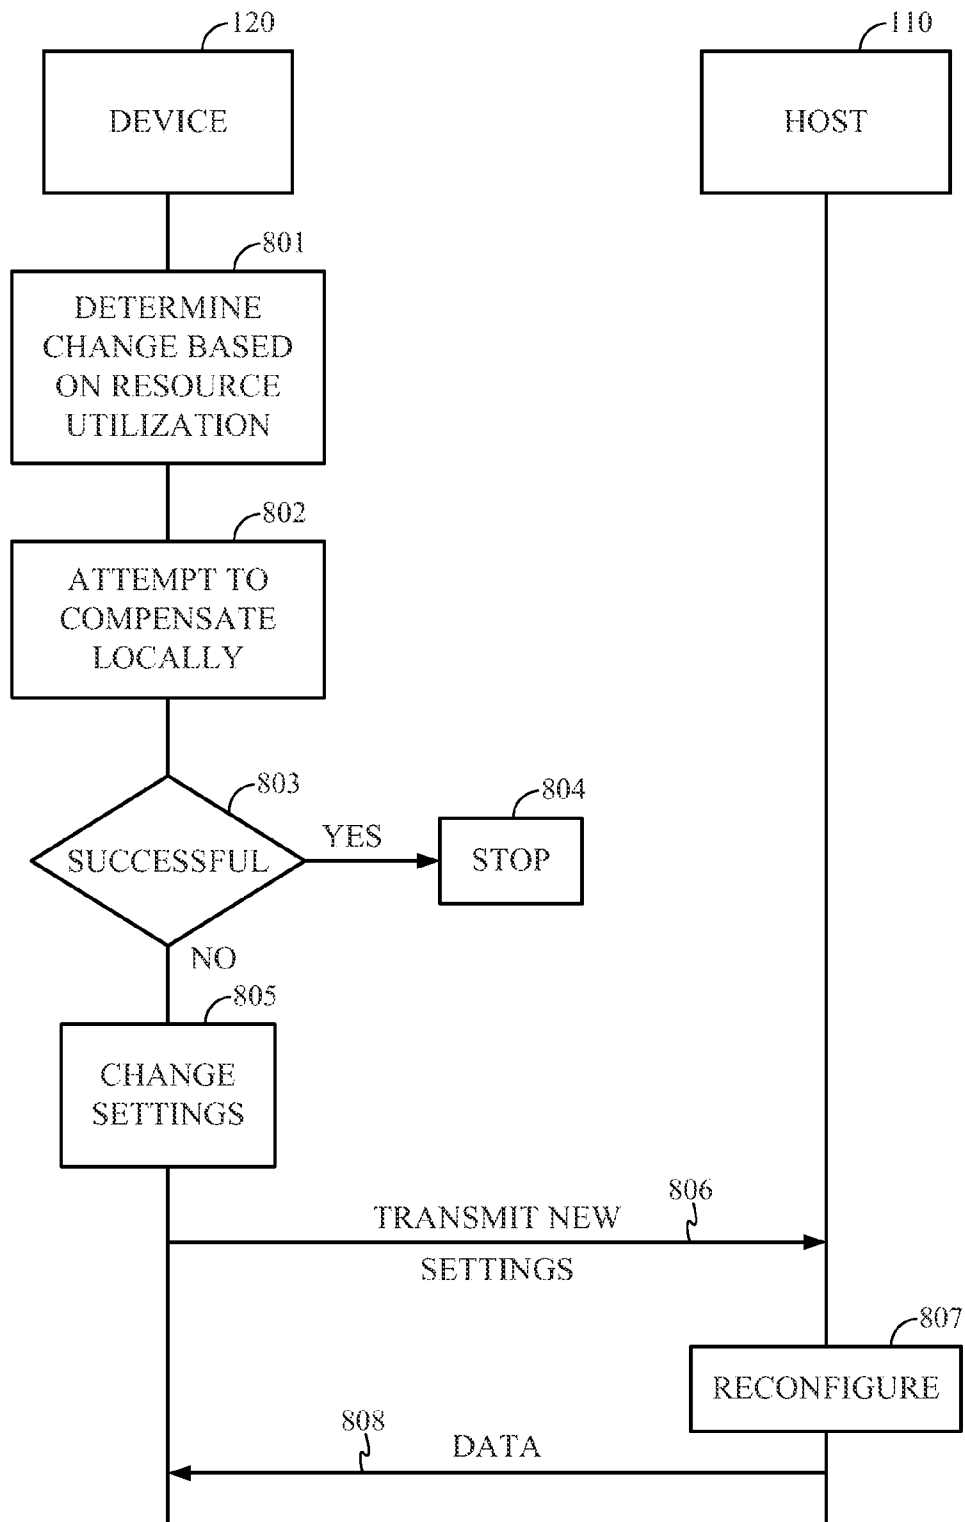 120
110
DEVICE
HOST
801
DETERMINE
CHANGE BASED
ON RESOURCE
UTILIZATION
802
ATTEMPT TO
COMPENSATE
LOCALLY
803
SUCCESSFUL
YES
804
STOP
NO
805
CHANGE
SETTINGS
806
TRANSMIT NEW
SETTINGS
807
RECONFIGURE
808
DATA